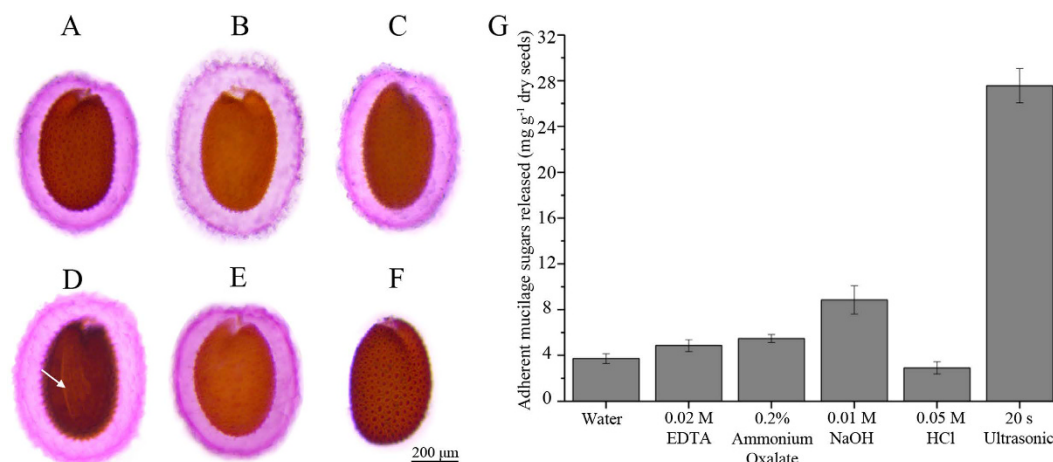 A
B
C
D
E
F
200 μm
G
Adherent mucilage sugars released (mg g⁻¹ dry seeds)
32
28
24
20
16
12
8
4
0
Water
0.02 M
EDTA
0.2%
Ammonium
Oxalate
0.01 M
NaOH
0.05 M
HCl
20 s
Ultrasonic